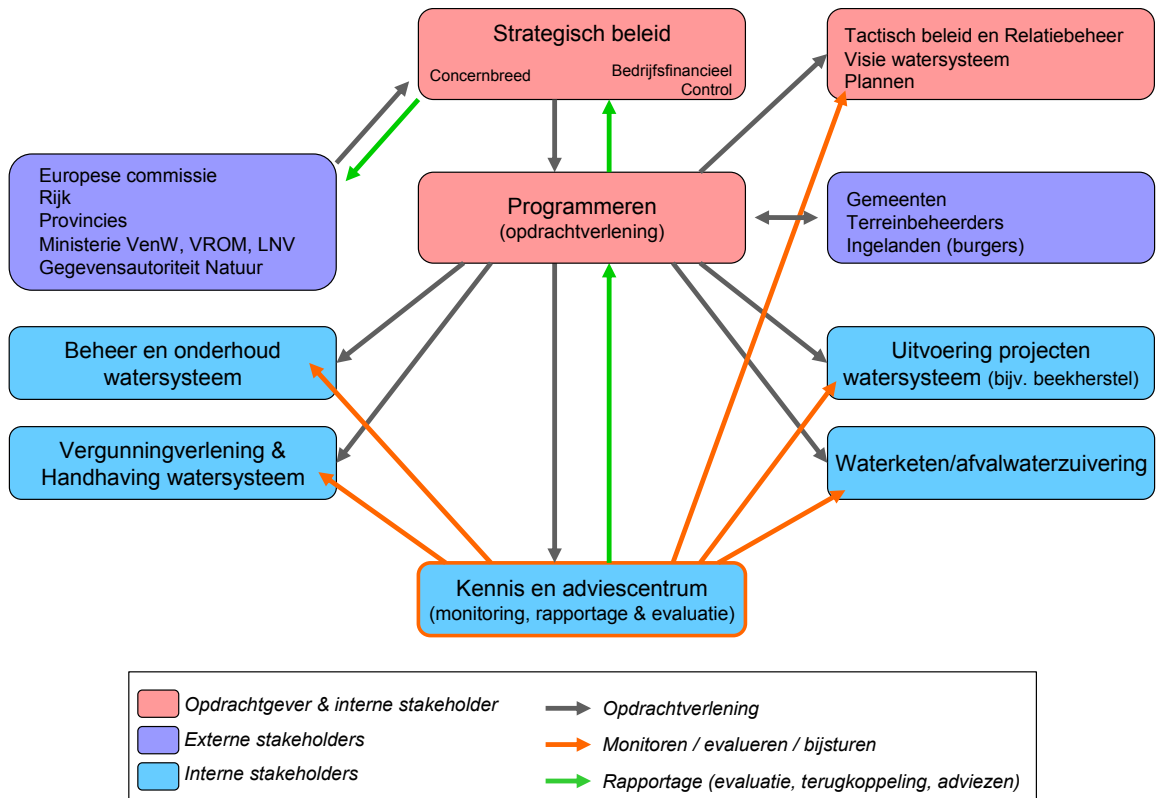 Strategisch beleid
Concernbreed
Bedrijfsfinancieel
Control
Tactisch beleid en Relatiebeheer
Visie watersysteem
Plannen
Europese commissie
Rijk
Provincies
Ministerie VenW, VROM, LNV
Gegevensautoriteit Natuur
Programmeren
(opdrachtverlening)
Gemeenten
Terreinbeheerders
Ingelanden (burgers)
Beheer en onderhoud
watersysteem
Uitvoering projecten
watersysteem (bijv. beekherstel)
Vergunningverlening &
Handhaving watersysteem
Waterketen/afvalwaterzuivering
Kennis en adviescentrum
(monitoring, rapportage & evaluatie)
Opdrachtgever & interne stakeholder
Externe stakeholders
Interne stakeholders
Opdrachtverlening
Monitoren / evalueren / bijsturen
Rapportage (evaluatie, terugkoppeling, adviezen)